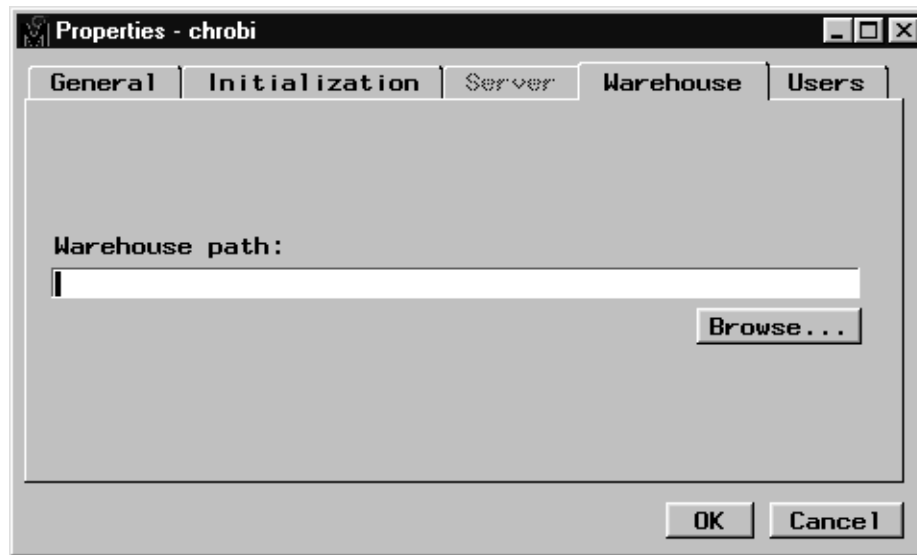 Properties - chrobi
General Initialization Server Warehouse Users
Warehouse path:
Browse...
OK Cancel